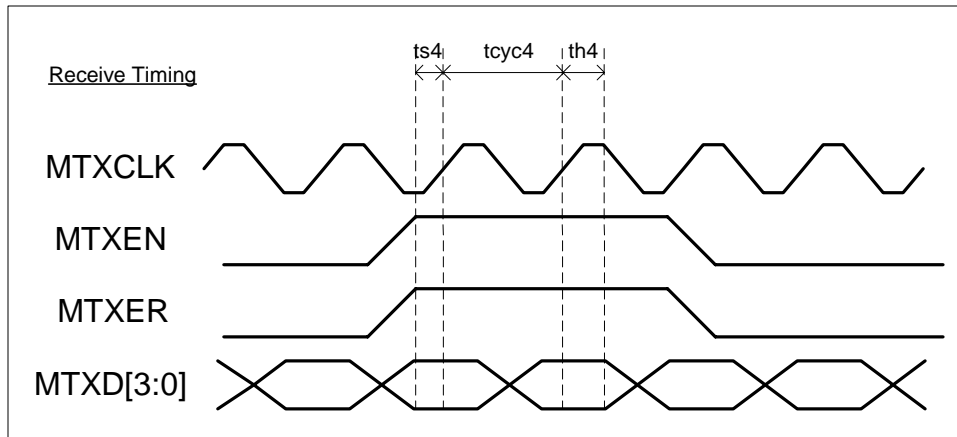 ts4 tcyc4 th4
Receive Timing
MTXCLK
MTXEN
MTXER
MTXD[3:0]